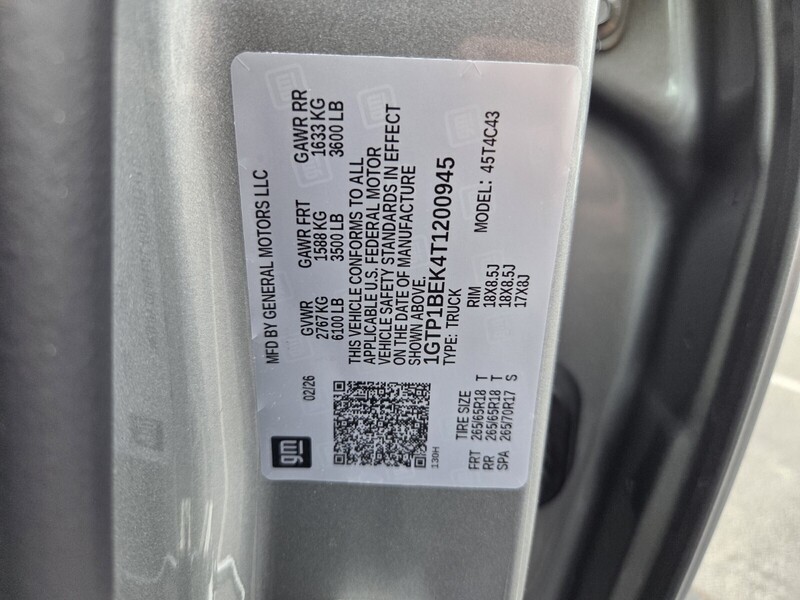 MFD BY GENERAL MOTORS LLC
02/26
GVWR GAWR FRT GAWR RR
2767 KG 1588 KG 1633 KG
6100 LB 3500 LB 3600 LB
THIS VEHICLE CONFORMS TO ALL
APPLICABLE U.S. FEDERAL MOTOR
VEHICLE SAFETY STANDARDS IN EFFECT
ON THE DATE OF MANUFACTURE
SHOWN ABOVE.
1GTP1BEK4T1200945
TYPE: TRUCK
MODEL: 45T4C43
gm
130H
TIRE SIZE RIM
FRT 265/65R18 T 18X8.5J
RR 265/65R18 T 18X8.5J
SPA 265/70R17 S 17X8J